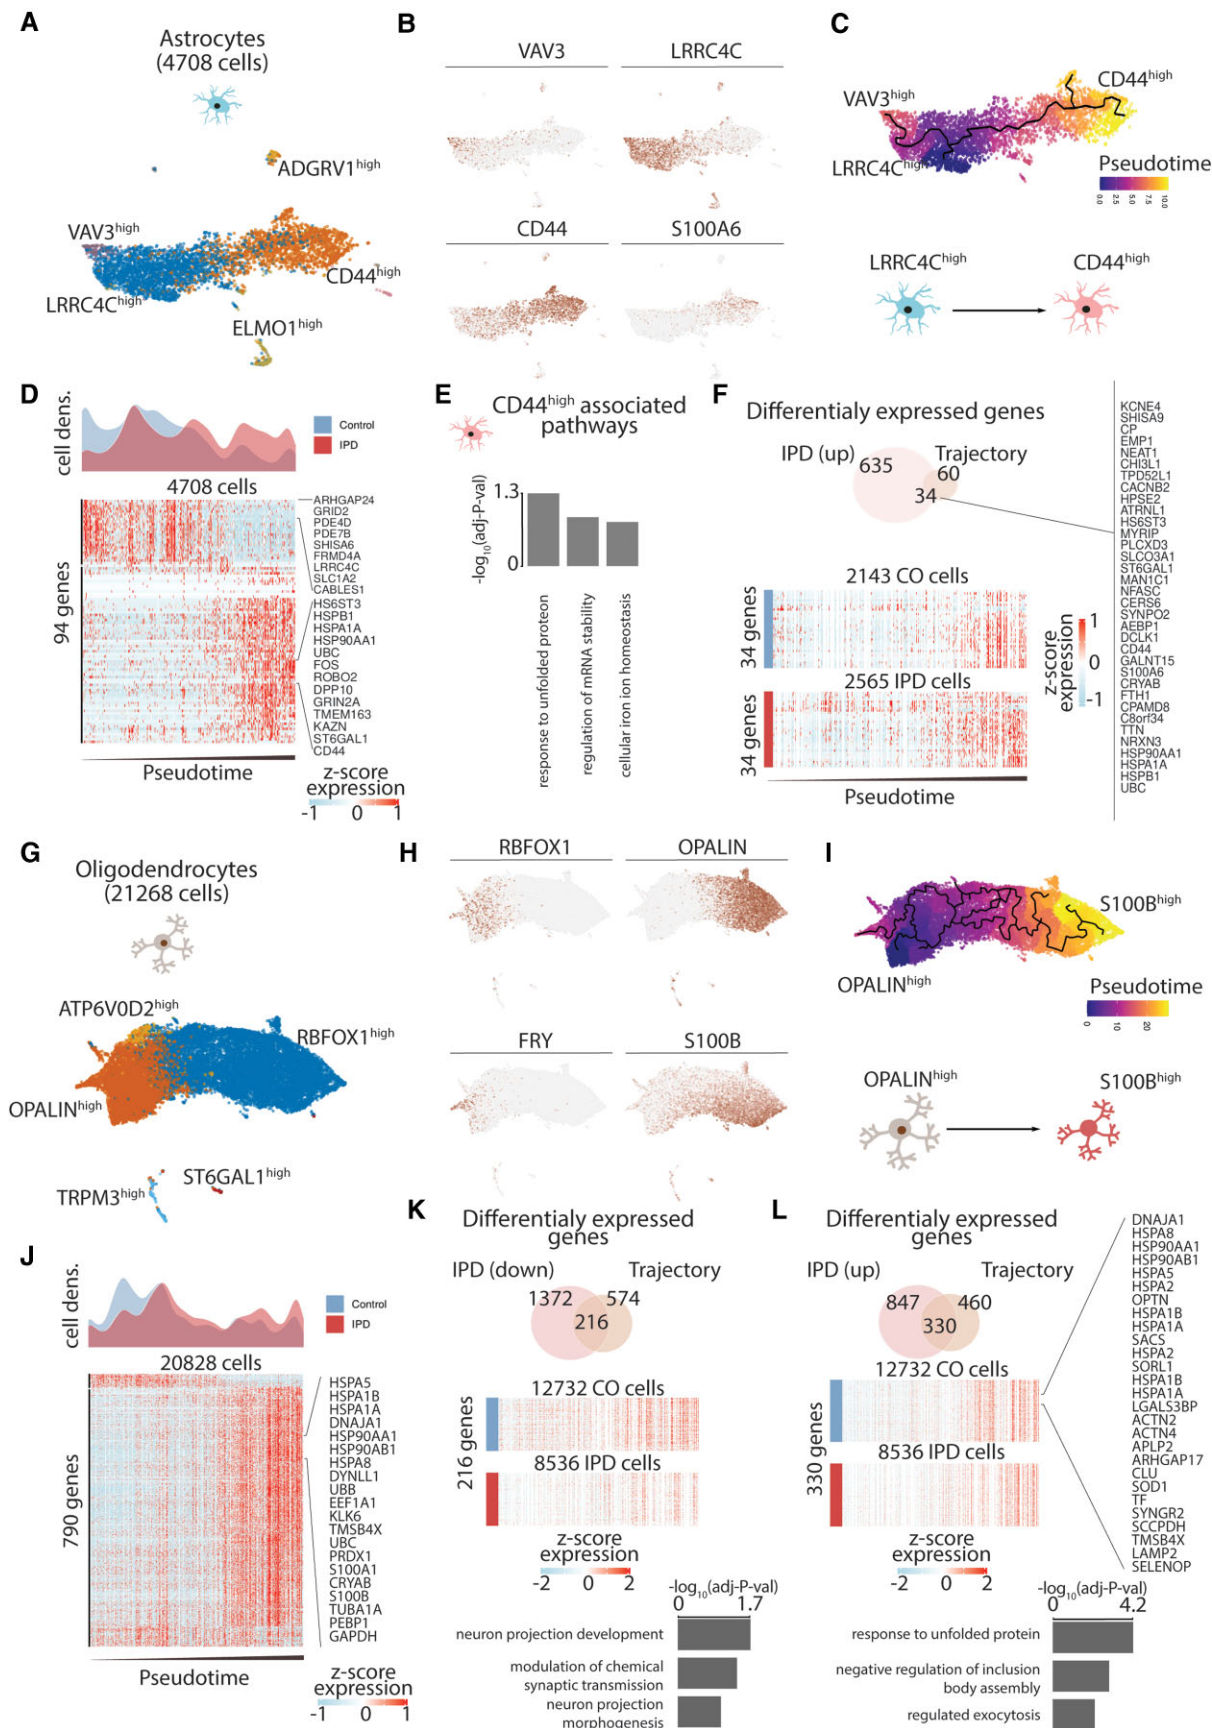 A
Astrocytes
(4708 cells)
ADGRV1high
VAV3high
CD44high
LRRC4Chigh
ELMO1high
B
VAV3
LRRC4C
CD44
S100A6
C
CD44high
VAV3high
LRRC4Chigh
Pseudotime
0.0
2.5
5.0
7.5
10.0
LRRC4Chigh
CD44high
D
cell dens.
Control
IPD
4708 cells
94 genes
ARHGAP24
GRID2
PDE4D
PDE7B
SHISA6
FRMD4A
LRRC4C
SLC1A2
CABLES1
HS6ST3
HSPB1
HSPA1A
HSP90AA1
UBC
FOS
ROBO2
DPP10
GRIN2A
TMEM163
KAZN
ST6GAL1
CD44
Pseudotime
z-score
expression
-1 0 1
E
CD44high associated
pathways
-log10(adj-P-val)
1.3
0
response to unfolded protein
regulation of mRNA stability
cellular iron ion homeostasis
F
Differentialy expressed genes
IPD (up)
635
Trajectory
60
34
2143 CO cells
34 genes
2565 IPD cells
34 genes
Pseudotime
z-score
expression
1
0
-1
KCNE4
SHISA9
CP
EMP1
NEAT1
CHI3L1
TPD52L1
CACNB2
HPSE2
ATRNL1
HS6ST3
MYRIP
PLCXD3
SLCO3A1
ST6GAL1
MAN1C1
NFASC
CERS6
SYNPO2
AEBP1
DCLK1
CD44
GALNT15
S100A6
CRYAB
FTH1
CPAMD8
C8orf34
TTN
NRXN3
HSP90AA1
HSPA1A
HSPB1
UBC
G
Oligodendrocytes
(21268 cells)
ATP6V0D2high
RBFOX1high
OPALINhigh
ST6GAL1high
TRPM3high
H
RBFOX1
OPALIN
FRY
S100B
I
S100Bhigh
OPALINhigh
Pseudotime
0
10
20
OPALINhigh
S100Bhigh
J
cell dens.
Control
IPD
20828 cells
790 genes
HSPA5
HSPA1B
HSPA1A
DNAJA1
HSP90AA1
HSP90AB1
HSPA8
DYNLL1
UBB
EEF1A1
KLK6
TMSB4X
UBC
PRDX1
S100A1
CRYAB
S100B
TUBA1A
PEBP1
GAPDH
Pseudotime
z-score
expression
-1 0 1
K
Differentialy expressed
genes
IPD (down)
Trajectory
1372
574
216
12732 CO cells
216 genes
8536 IPD cells
z-score
expression
-2 0 2
-log10(adj-P-val)
0 1.7
neuron projection development
modulation of chemical
synaptic transmission
neuron projection
morphogenesis
L
Differentialy expressed
genes
IPD (up)
Trajectory
847
460
330
12732 CO cells
330 genes
8536 IPD cells
z-score
expression
-2 0 2
DNAJA1
HSPA8
HSP90AA1
HSP90AB1
HSPA5
HSPA2
OPTN
HSPA1B
HSPA1A
SACS
HSPA2
SORL1
HSPA1B
HSPA1A
LGALS3BP
ACTN2
ACTN4
APLP2
ARHGAP17
CLU
SOD1
TF
SYNGR2
SCCPDH
TMSB4X
LAMP2
SELENOP
-log10(adj-P-val)
0 4.2
response to unfolded protein
negative regulation of inclusion
body assembly
regulated exocytosis